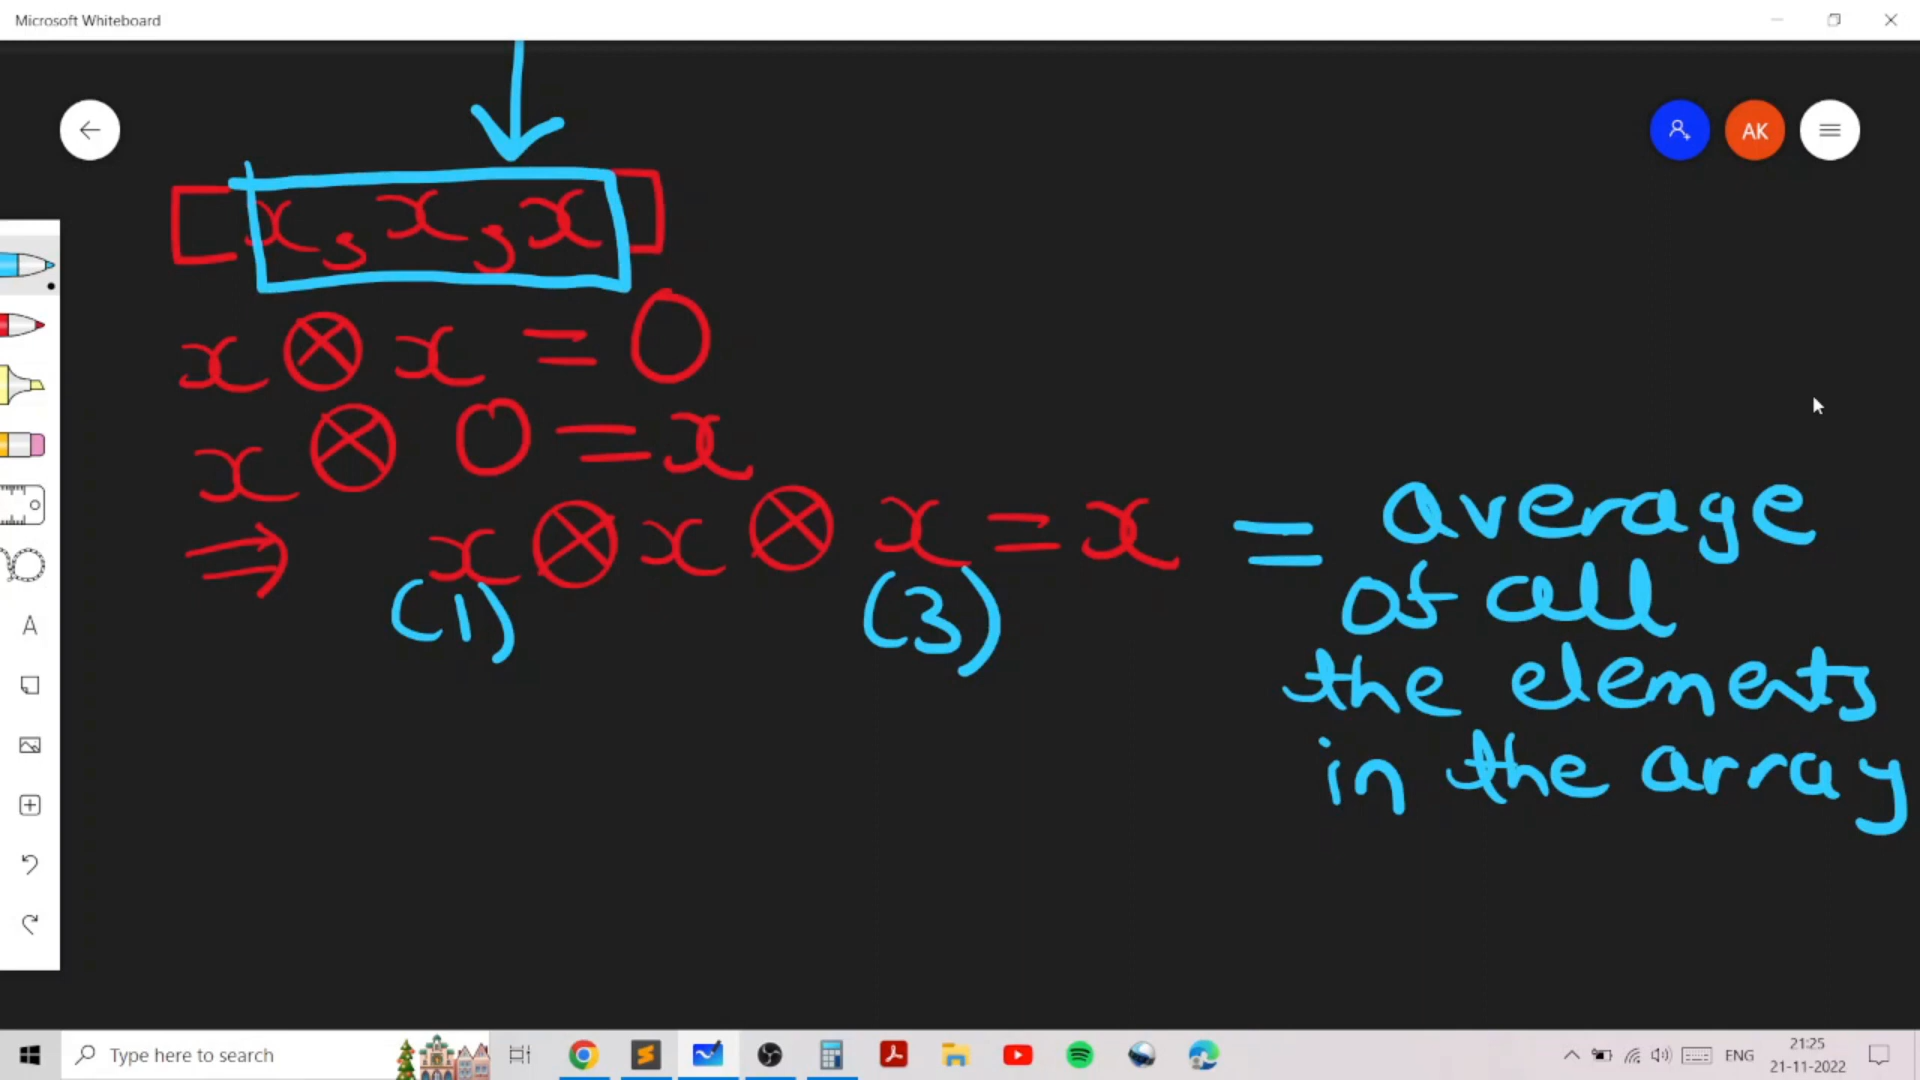 Microsoft Whiteboard
AK
[x, x, x]
x ⊗ x = 0
x ⊗ 0 = x
⇒ x ⊗ x ⊗ x = x = average
(1) (3) of all
the elements
in the array
A
Type here to search
ENG
21:25
21-11-2022